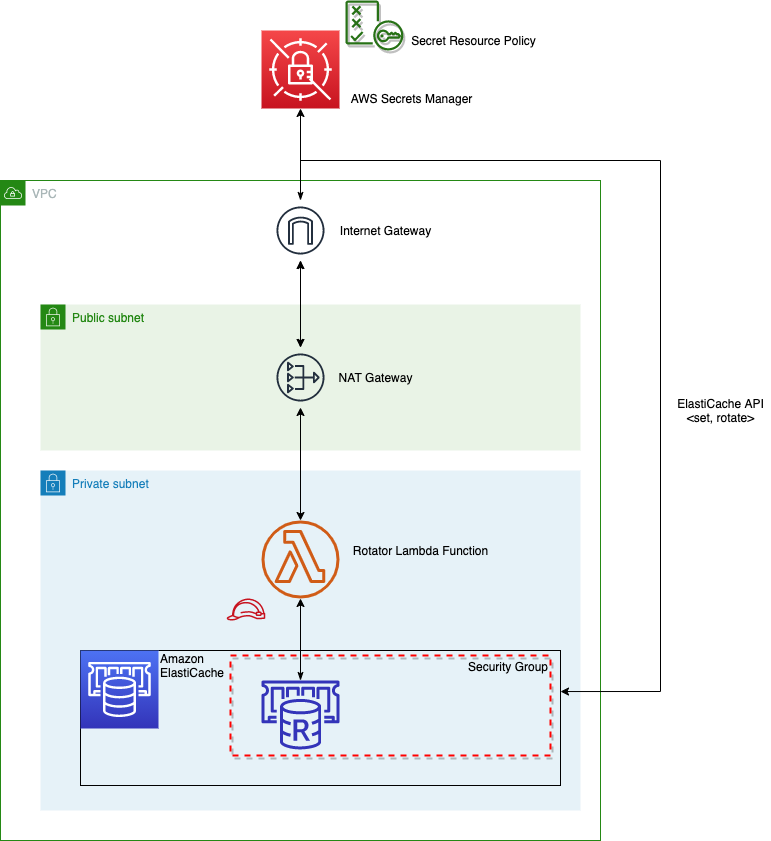 Secret Resource Policy
AWS Secrets Manager
VPC
Internet Gateway
Public subnet
NAT Gateway
ElastiCache API
<set, rotate>
Private subnet
Rotator Lambda Function
Amazon
ElastiCache
Security Group
R